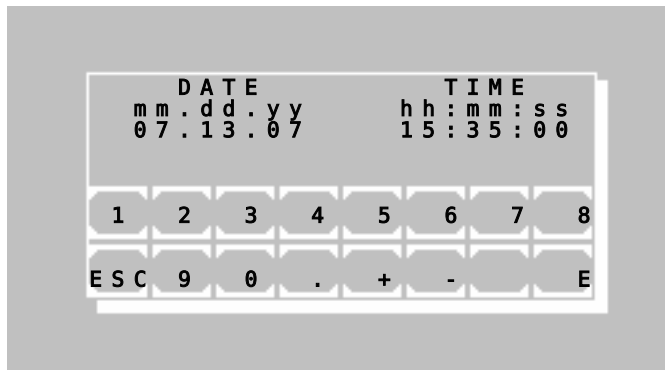 DATE TIME
mm.dd.yy hh:mm:ss
07.13.07 15:35:00
1 2 3 4 5 6 7 8
ESC 9 0 . + - E